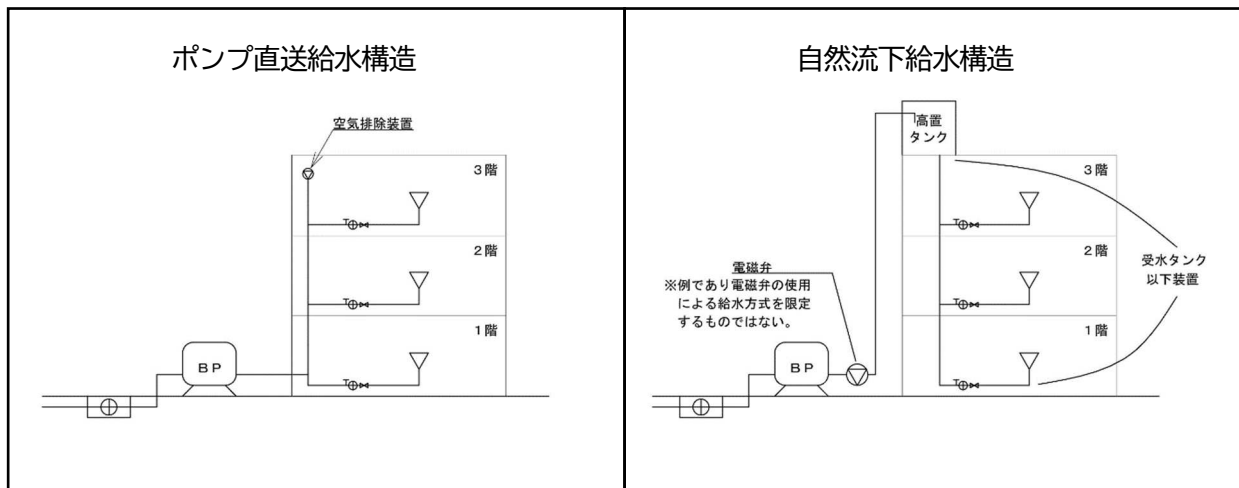 ポンプ直送給水構造
空気排除装置
3階
T
2階
T
1階
BP
T
自然流下給水構造
高置
タンク
3階
T
電磁弁
※例であり電磁弁の使用
による給水方式を限定
するものではない。
2階
T
受水タンク
以下装置
1階
BP
T